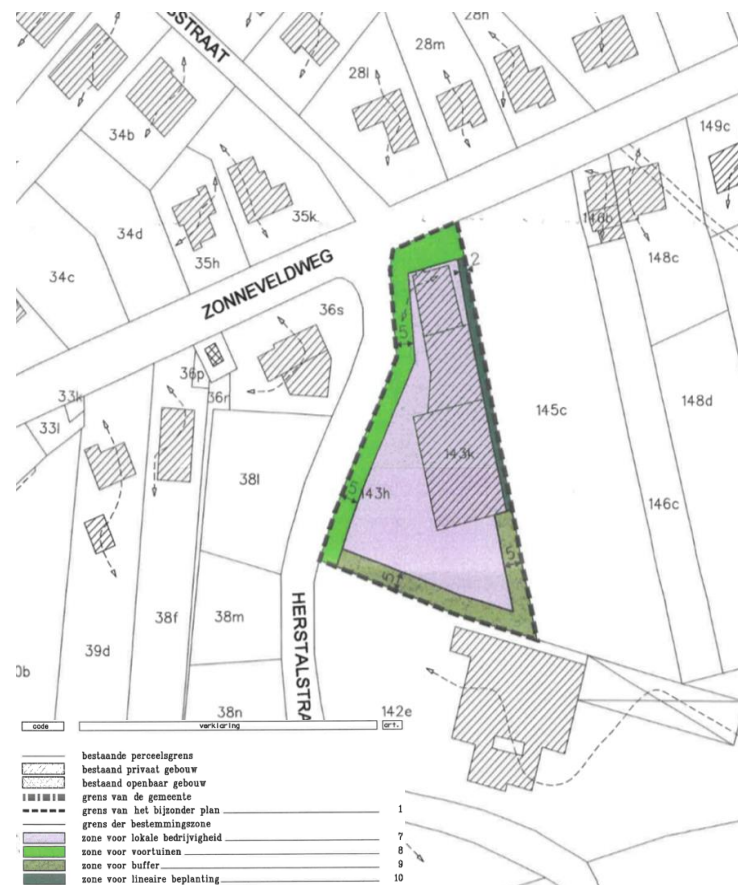 STRAAT
28l
28m
28n
149c
34b
34d
34c
35k
35h
ZONNEVELDWEG
148b
148c
2
5
36s
36p
36r
33k
33l
145c
148d
146c
143k
143h
5
38l
5
5
HERSTALSTRA
38f
38m
39d
0b
38n
142e
code verklaring art.
bestaande perceelsgrens
bestaand privaat gebouw
bestaand openbaar gebouw
grens van de gemeente
grens van het bijzonder plan 1
grens der bestemmingszone
zone voor lokale bedrijvigheid 7
zone voor voortuinen 8
zone voor buffer 9
zone voor lineaire beplanting 10